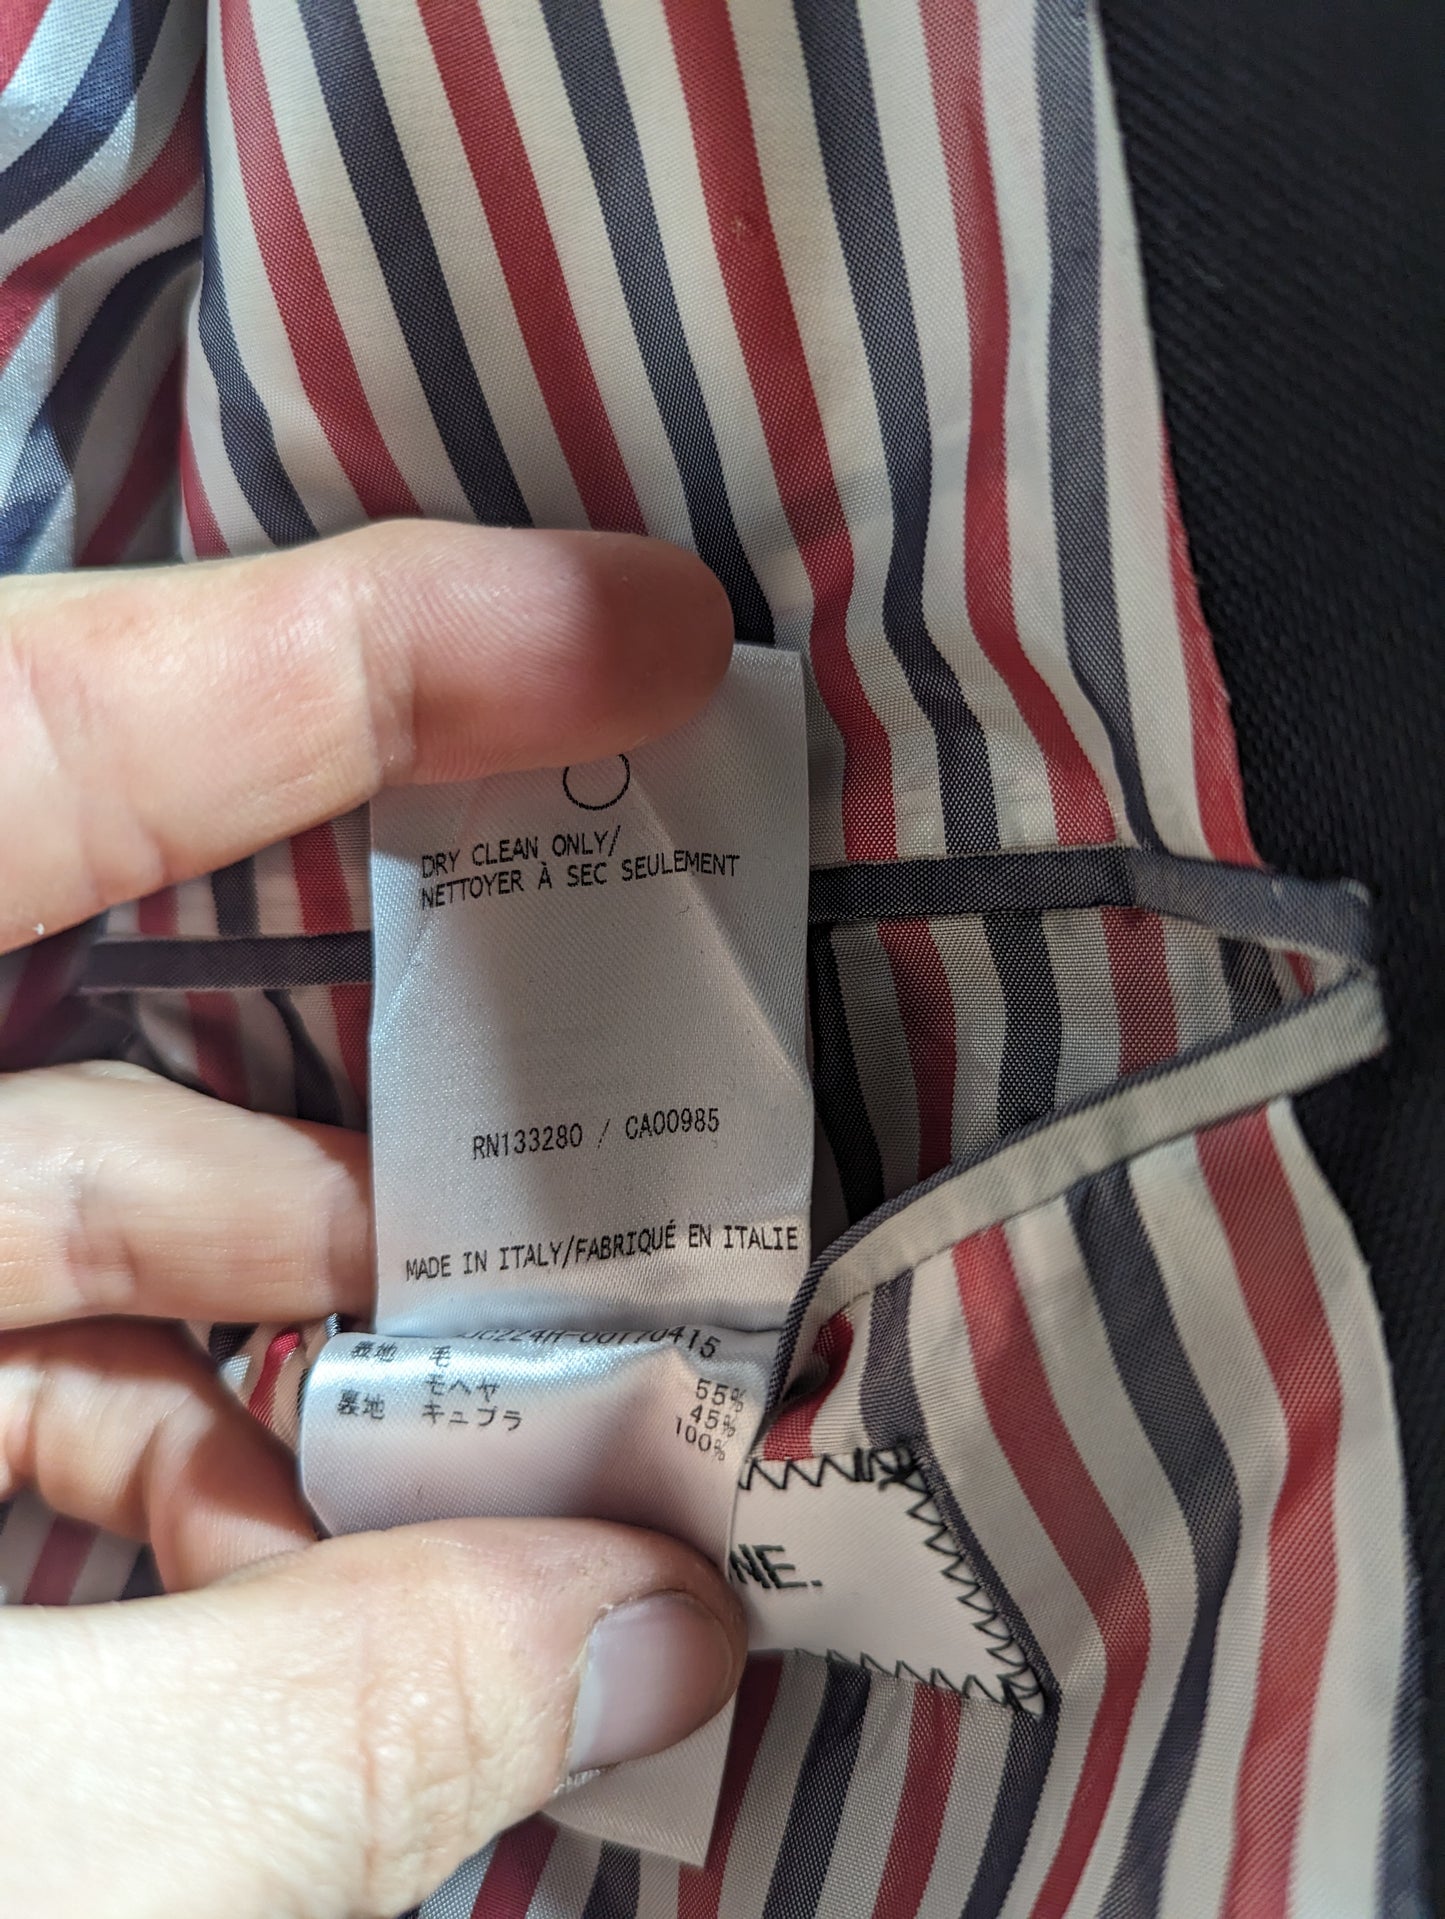 DRY CLEAN ONLY/
NETTOYER À SEC SEULEMENT
RN133280 / CA00985
MADE IN ITALY/FABRIQUÉ EN ITALIE
表地 毛 55%
モヘヤ 45%
裏地 キュプラ 100%
NE.